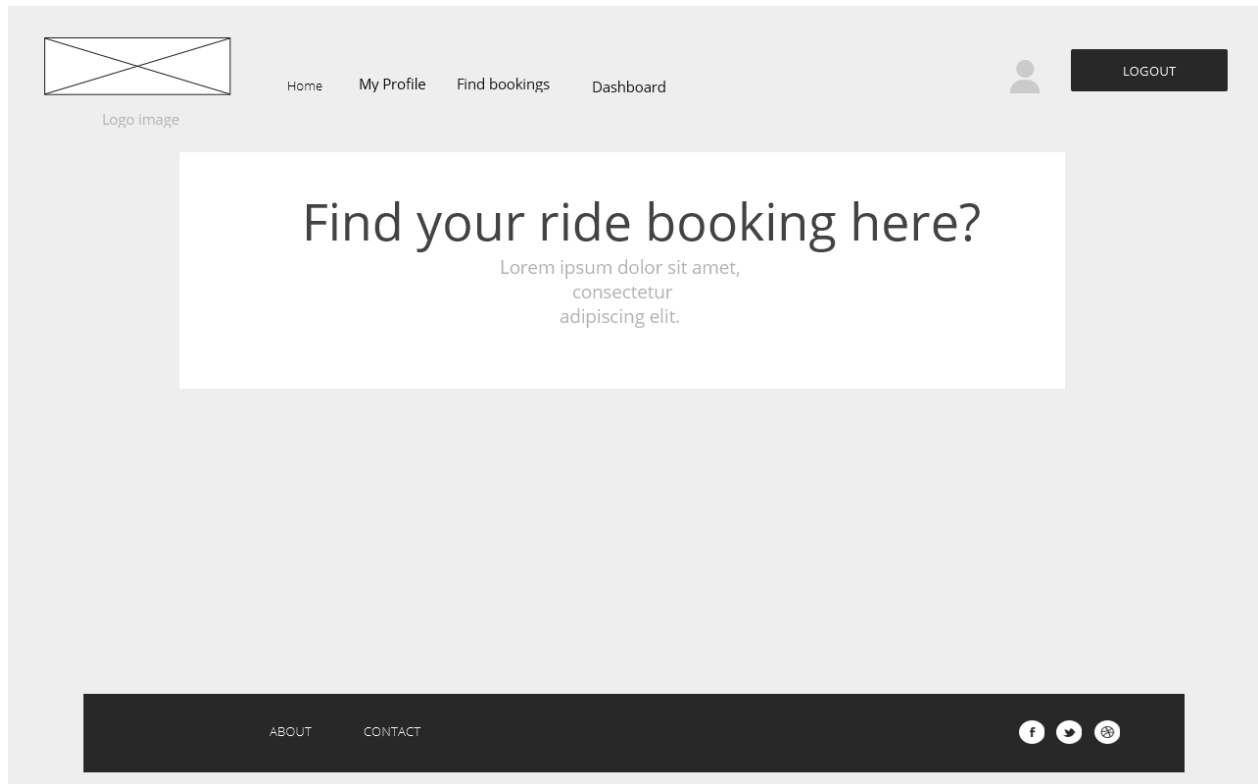 Home
My Profile
Find bookings
Dashboard
LOGOUT
Logo image
Find your ride booking here?
Lorem ipsum dolor sit amet,
consectetur
adipiscing elit.
ABOUT
CONTACT